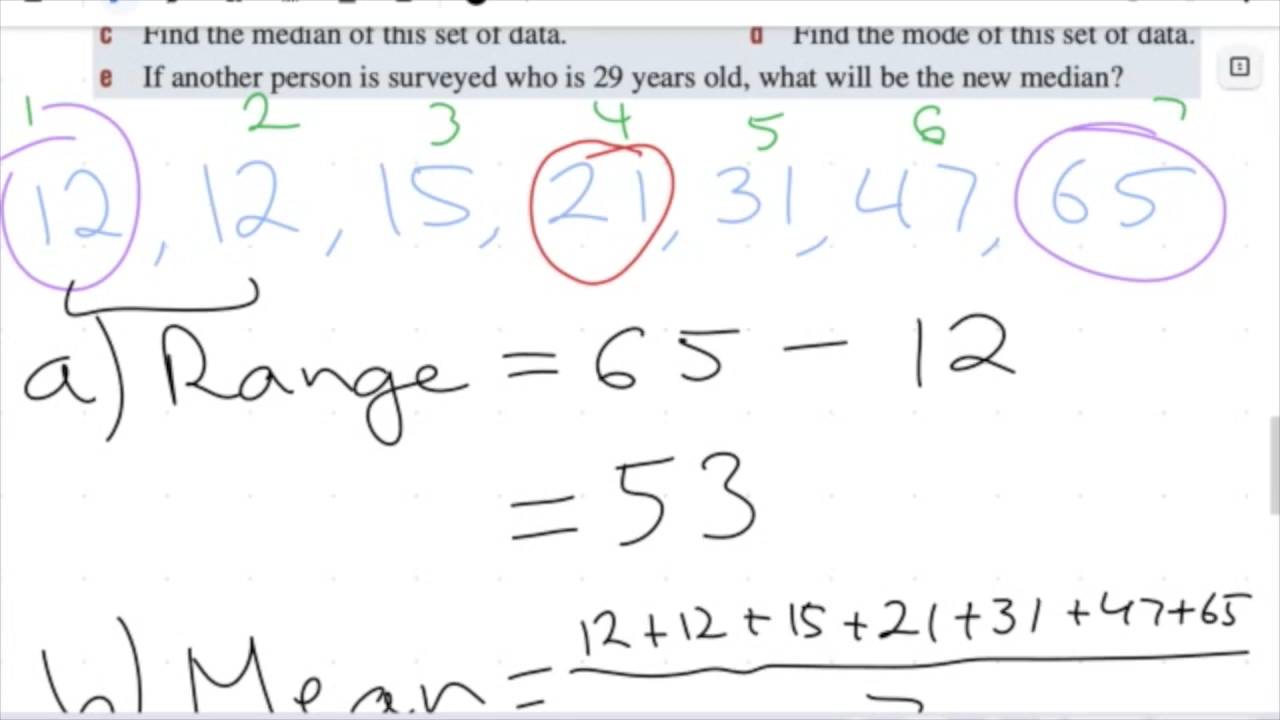 c Find the median of this set of data. d Find the mode of this set of data.
e If another person is surveyed who is 29 years old, what will be the new median?
1 2 3 4 5 6 7
12, 12, 15, 21, 31, 47, 65
a) Range = 65 - 12
= 53
12+12+15+21+31+47+65
b) Mean =
7